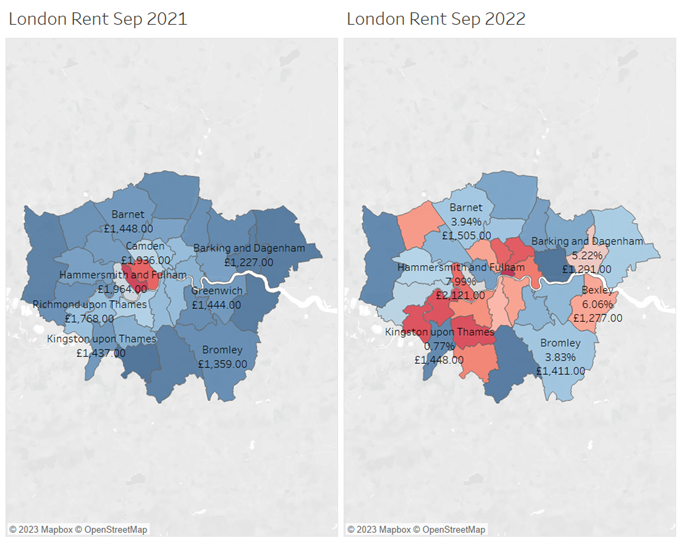 London Rent Sep 2021
Barnet
£1,448.00
Camden
£1,936.00
Barking and Dagenham
£1,227.00
Hammersmith and Fulham
£1,964.00
Greenwich
£1,444.00
Richmond upon Thames
£1,768.00
Kingston upon Thames
£1,437.00
Bromley
£1,359.00
© 2023 Mapbox © OpenStreetMap
London Rent Sep 2022
Barnet
3.94%
£1,505.00
Barking and Dagenham
5.22%
£1,291.00
Hammersmith and Fulham
7.99%
£2,121.00
Bexley
6.06%
£1,277.00
Kingston upon Thames
0.77%
£1,448.00
Bromley
3.83%
£1,411.00
© 2023 Mapbox © OpenStreetMap